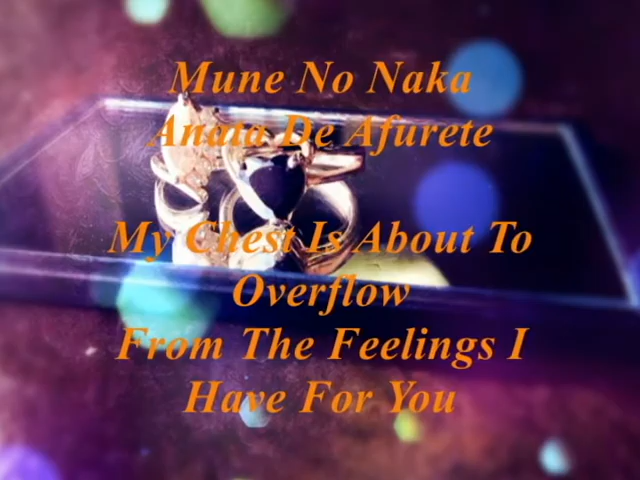 Mune No Naka
Anata De Afurete
My Chest Is About To
Overflow
From The Feelings I
Have For You